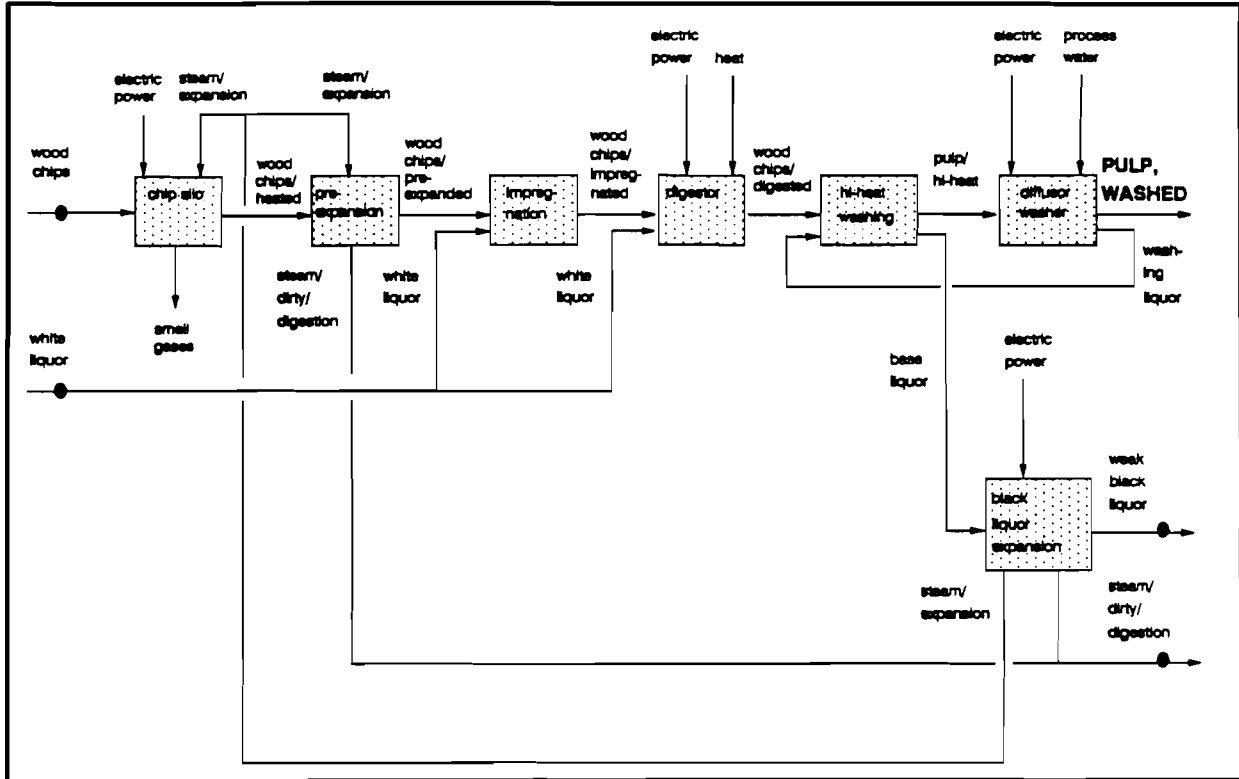 electric
power
heat
electric
power
process
water
electric
power
steam/
expansion
steam/
expansion
wood
chips
wood
chips/
heated
wood
chips/
pre-
expanded
wood
chips/
impreg-
nated
wood
chips/
digested
pulp/
hi-heat
PULP,
WASHED
chip silo
pre-
expansion
impreg-
nation
digestor
hi-heat
washing
diffusor
washer
steam/
dirty/
digestion
white
liquor
white
liquor
wash-
ing
liquor
smell
gases
white
liquor
base
liquor
electric
power
black
liquor
expansion
weak
black
liquor
steam/
expansion
steam/
dirty/
digestion